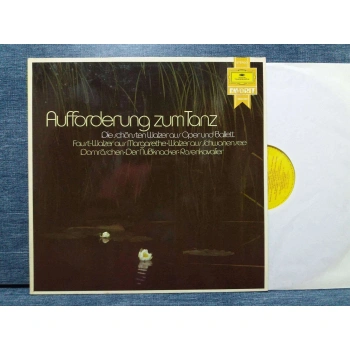 Aufforderung zum Tanz
Die schönsten Walzer aus Oper und Ballett
Faust-Walzer aus Margarethe·Walzer aus Schwanensee
Dornröschen·Der Nußknacker·Rosenkavalier